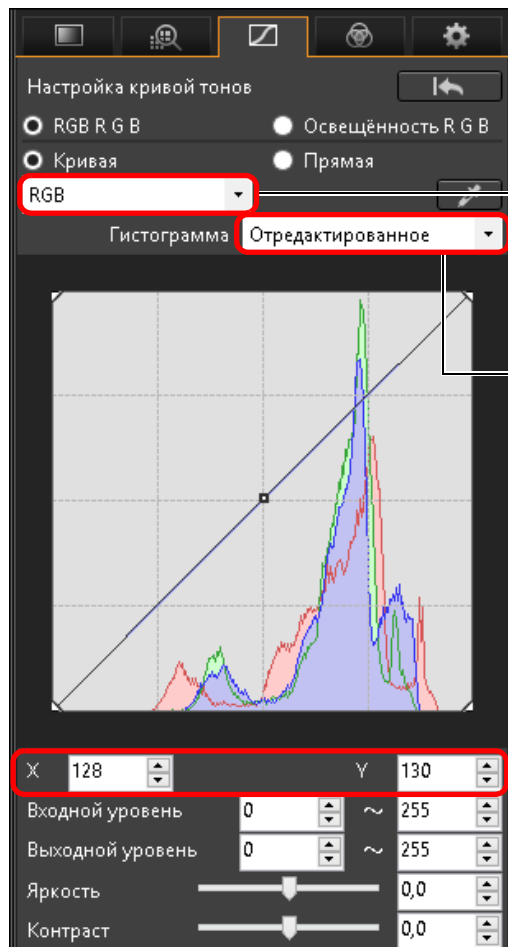 Настройка кривой тонов
RGB R G B Освещённость R G B
Кривая Прямая
RGB
Гистограмма Отредактированное
X 128 Y 130
Входной уровень 0 ~ 255
Выходной уровень 0 ~ 255
Яркость 0,0
Контраст 0,0